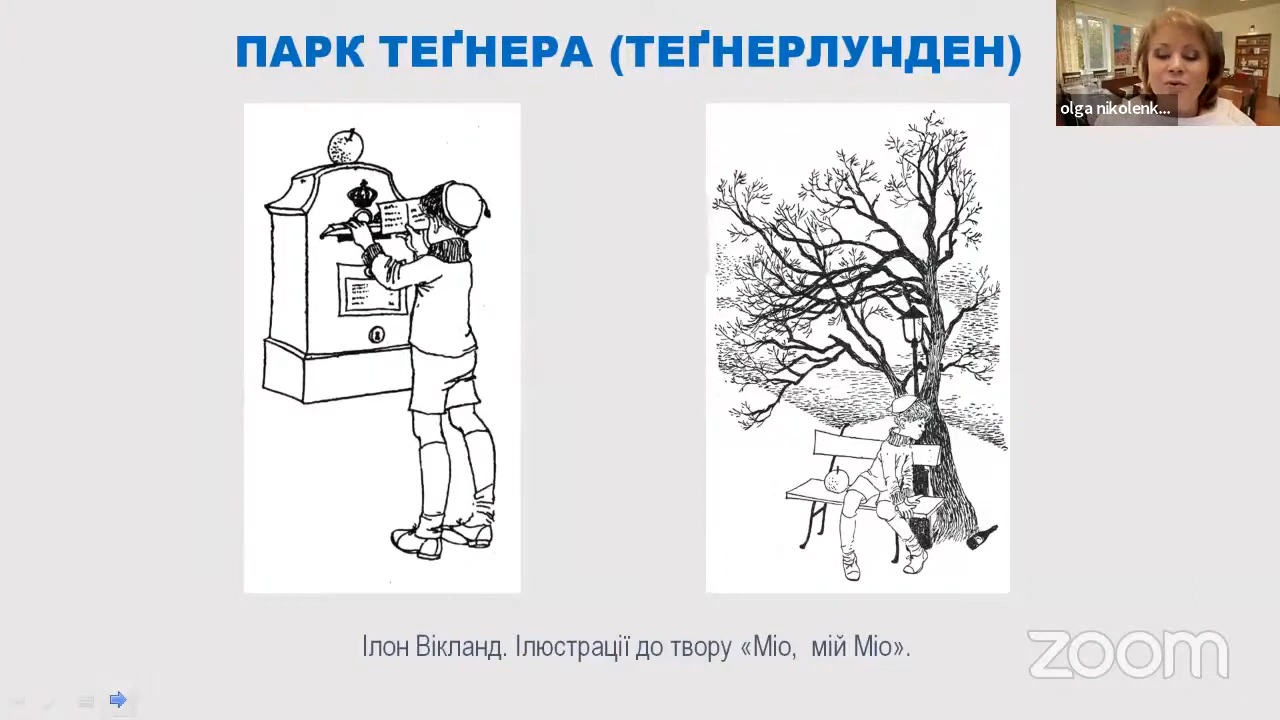 ПАРК ТЕҐНЕРА (ТЕҐНЕРЛУНДЕН)
olga nikolenk...
Ілон Вікланд. Ілюстрації до твору «Міо, мій Міо».
zoom